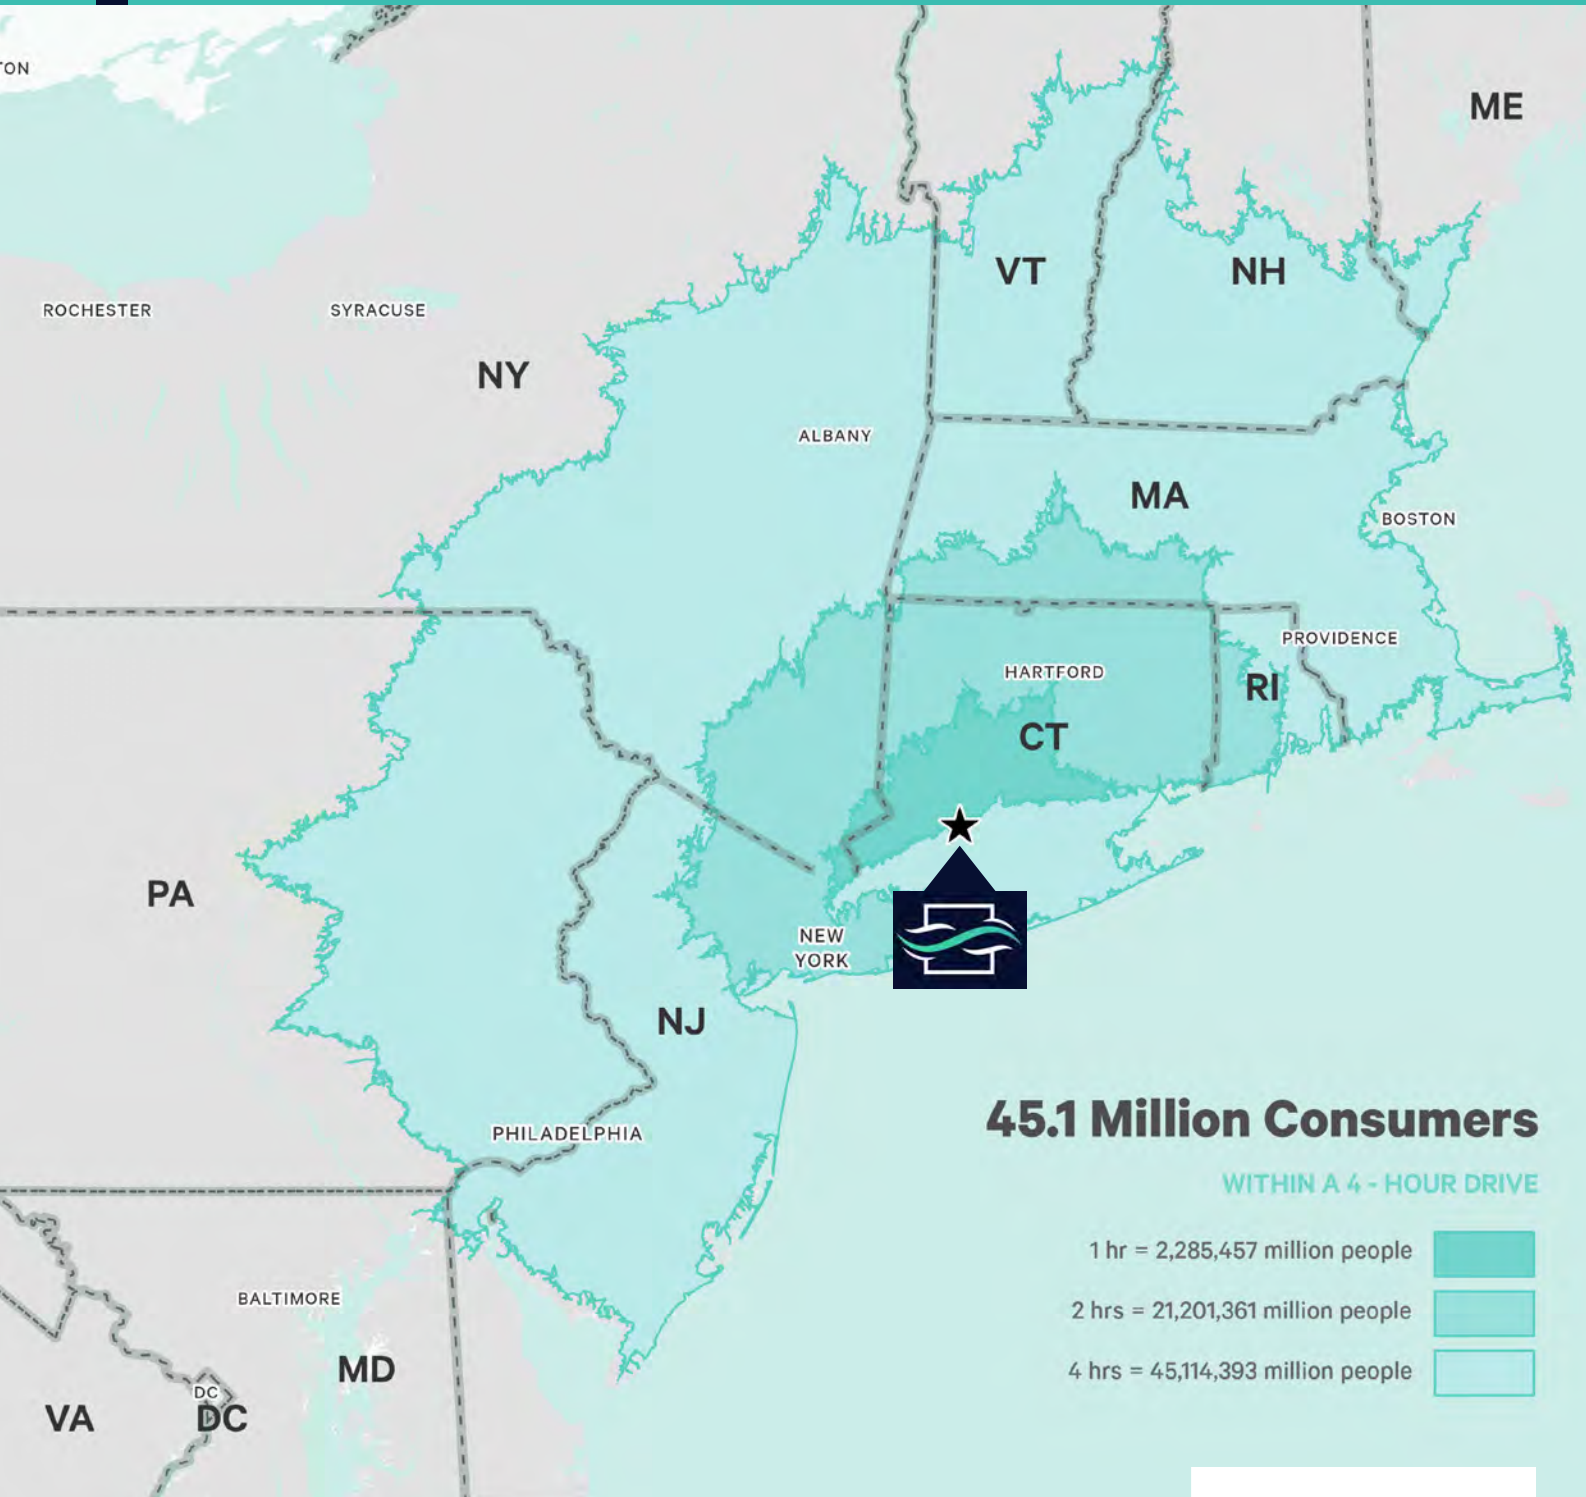 TON
ME
VT
NH
ROCHESTER
SYRACUSE
NY
ALBANY
MA
BOSTON
PROVIDENCE
HARTFORD
RI
CT
PA
NEW
YORK
NJ
45.1 Million Consumers
PHILADELPHIA
WITHIN A 4 - HOUR DRIVE
1 hr = 2,285,457 million people
2 hrs = 21,201,361 million people
4 hrs = 45,114,393 million people
BALTIMORE
MD
DC
VA
DC